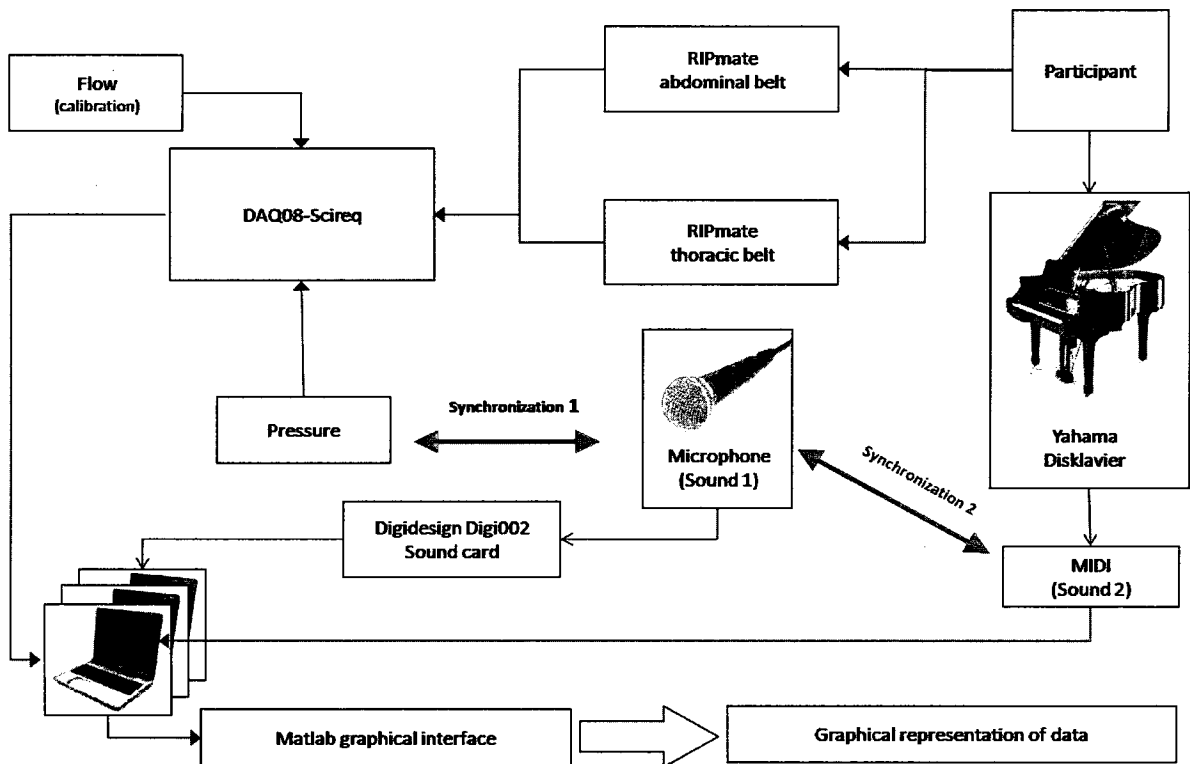 Flow
(calibration)
RIPmate
abdominal belt
Participant
DAQ08-Scireq
RIPmate
thoracic belt
Pressure
Synchronization 1
Microphone
(Sound 1)
Synchronization 2
Yahama
Disklavier
Digidesign Digi002
Sound card
MIDI
(Sound 2)
Matlab graphical interface
Graphical representation of data